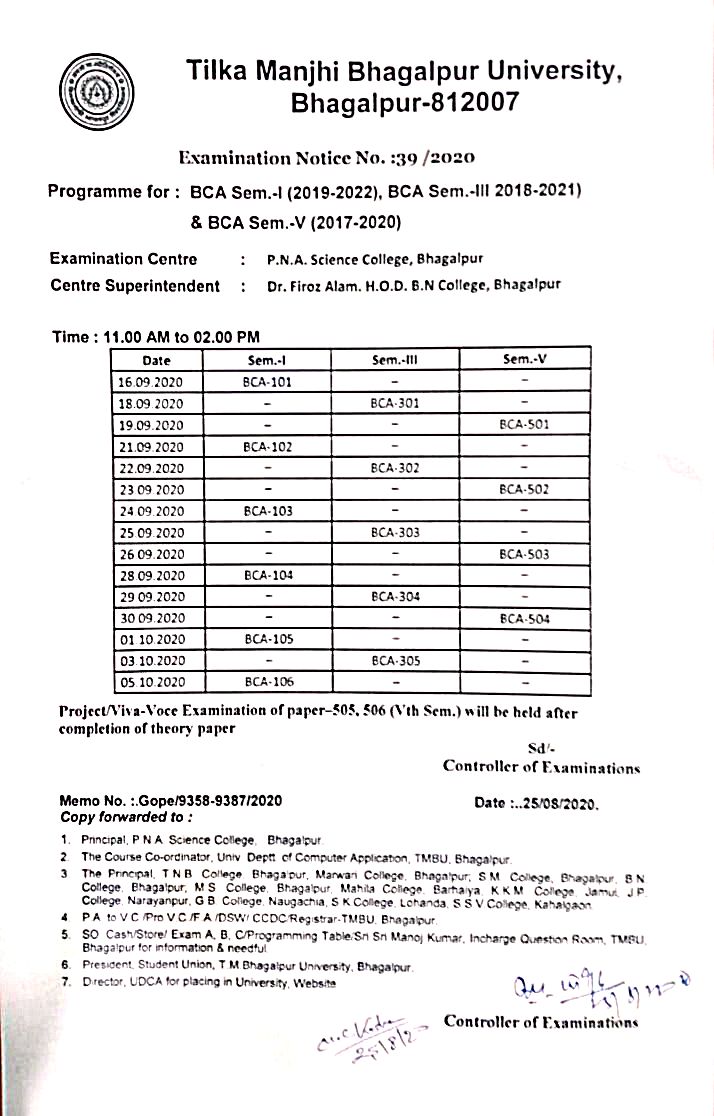 Tilka Manjhi Bhagalpur University,
Bhagalpur-812007
Examination Notice No. :39 /2020
Programme for : BCA Sem.-I (2019-2022), BCA Sem.-III 2018-2021)
& BCA Sem.-V (2017-2020)
Examination Centre : P.N.A. Science College, Bhagalpur
Centre Superintendent : Dr. Firoz Alam. H.O.D. B.N College, Bhagalpur
Time : 11.00 AM to 02.00 PM
Date Sem.-I Sem.-III Sem.-V
16.09.2020 BCA-101 – –
18.09.2020 – BCA-301 –
19.09.2020 – – BCA-501
21.09.2020 BCA-102 – –
22.09.2020 – BCA-302 –
23.09.2020 – – BCA-502
24.09.2020 BCA-103 – –
25.09.2020 – BCA-303 –
26.09.2020 – – BCA-503
28.09.2020 BCA-104 – –
29.09.2020 – BCA-304 –
30.09.2020 – – BCA-504
01.10.2020 BCA-105 – –
03.10.2020 – BCA-305 –
05.10.2020 BCA-106 – –
Project/Viva-Voce Examination of paper–505, 506 (Vth Sem.) will be held after
completion of theory paper
Sd/-
Controller of Examinations
Memo No. :.Gope/9358-9387/2020 Date :..25/08/2020.
Copy forwarded to :
1. Principal, P.N.A. Science College, Bhagalpur.
2. The Course Co-ordinator, Univ. Deptt. of Computer Application, TMBU, Bhagalpur.
3. The Principal, T N B College, Bhagalpur, Marwari College, Bhagalpur, S M College, Bhagalpur, B N
College, Bhagalpur, M S College, Bhagalpur, Mahila College, Barhaiya, K K M College Jamui, J P
College, Narayanpur, G B College, Naugachia, S K College, Lohanda, S S V College, Kahalgaon
4. P A to V C /Pro V C /F A /DSW/ CCDC/Registrar-TMBU, Bhagalpur.
5. SO Cash/Store/ Exam A, B, C/Programming Table/Sri Sri Manoj Kumar, Incharge Question Room, TMBU,
Bhagalpur for information & needful.
6. President, Student Union, T.M Bhagalpur University, Bhagalpur.
7. Director, UDCA for placing in University, Website
Controller of Examinations
25/8/2